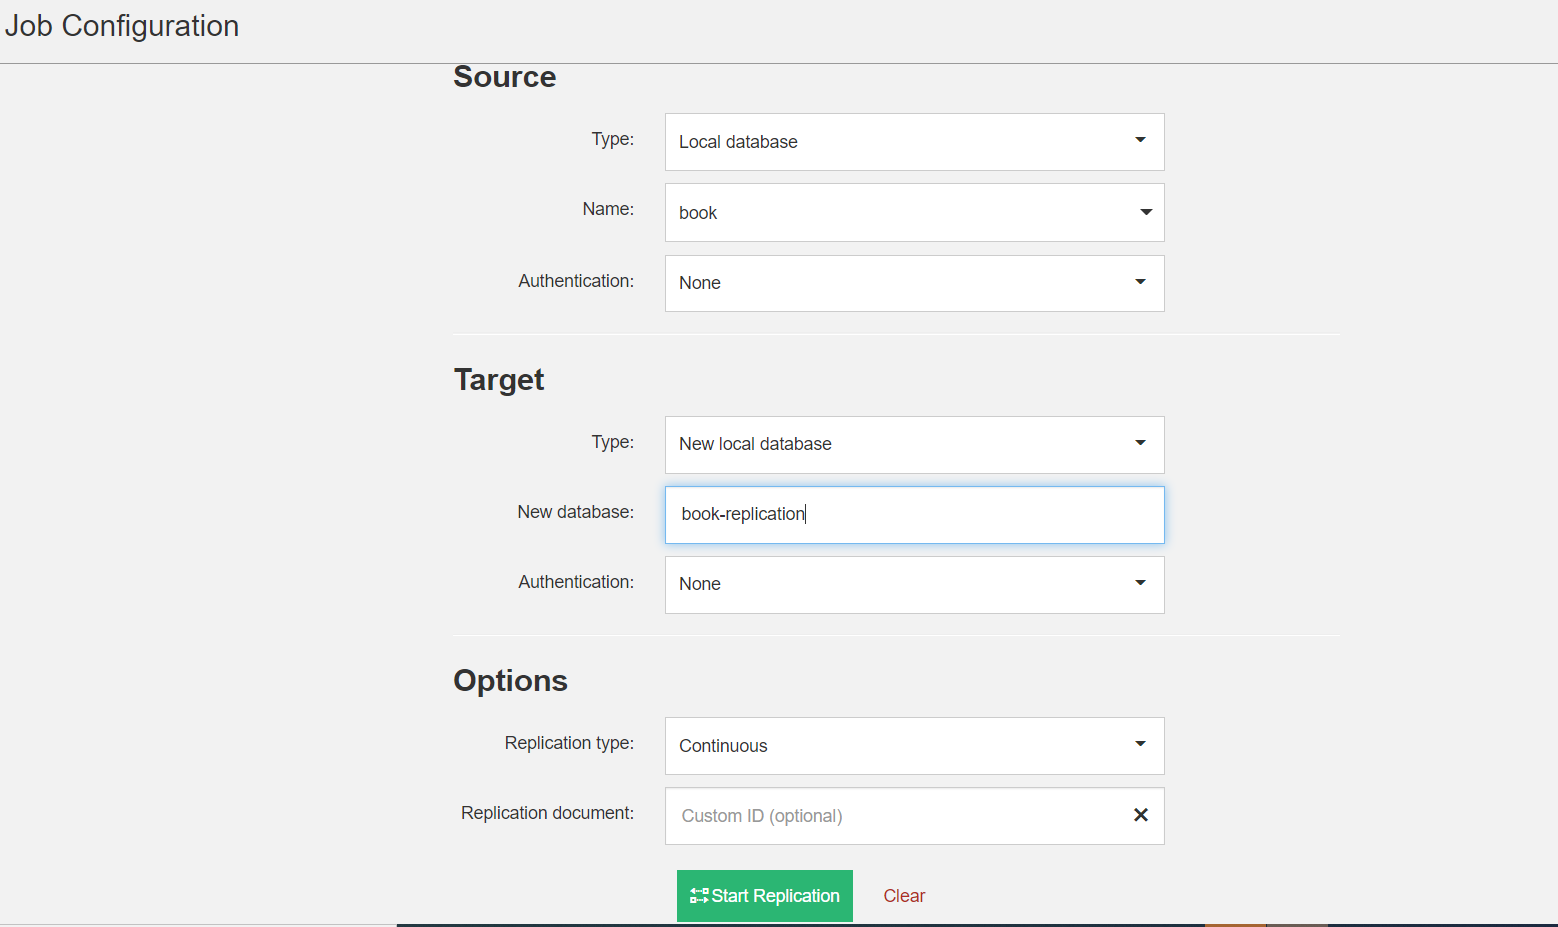 Job Configuration
Source
Type: Local database
Name: book
Authentication: None
Target
Type: New local database
New database: book-replication
Authentication: None
Options
Replication type: Continuous
Replication document: Custom ID (optional)
Start Replication Clear